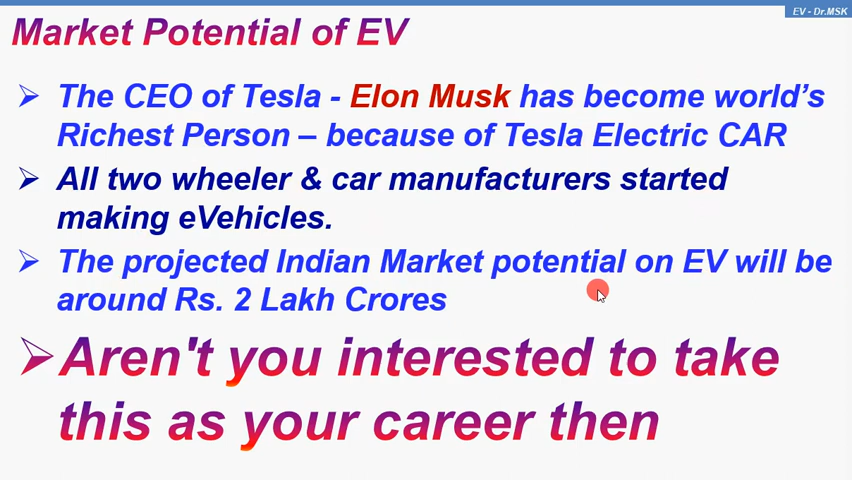 EV - Dr.MSK
Market Potential of EV
The CEO of Tesla - Elon Musk has become world's
Richest Person – because of Tesla Electric CAR
All two wheeler & car manufacturers started
making eVehicles.
The projected Indian Market potential on EV will be
around Rs. 2 Lakh Crores
Aren't you interested to take
this as your career then